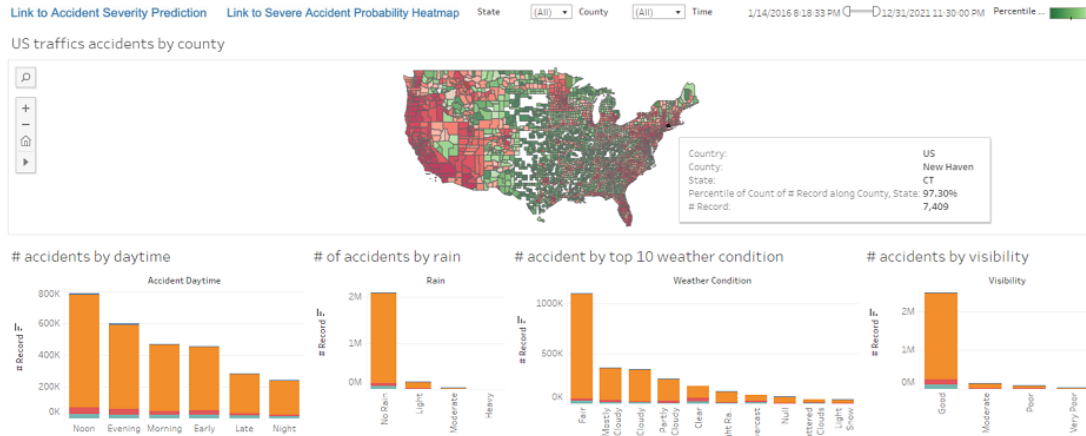 Link to Accident Severity Prediction Link to Severe Accident Probability Heatmap State (All) County (All) Time 1/14/2016 8:18:33 PM 12/31/2021 11:30:00 PM Percentile ...
US traffics accidents by county
Country: US
County: New Haven
State: CT
Percentile of Count of # Record along County, State: 97.30%
# Record: 7,409
# accidents by daytime
Accident Daytime
# Record
800K
600K
400K
200K
0K
Noon Evening Morning Early Late Night
# of accidents by rain
Rain
# Record
2M
1M
0M
No Rain
Light
Moderate
Heavy
# accident by top 10 weather condition
Weather Condition
# Record
1000K
500K
0K
Fair
Mostly
Cloudy
Cloudy
Partly
Cloudy
Clear
ght Ra..
vercast
Null
ttered
Clouds
Light
Snow
# accidents by visibility
Visibility
# Record
2M
1M
0M
Good
Moderate
Poor
Very Poor